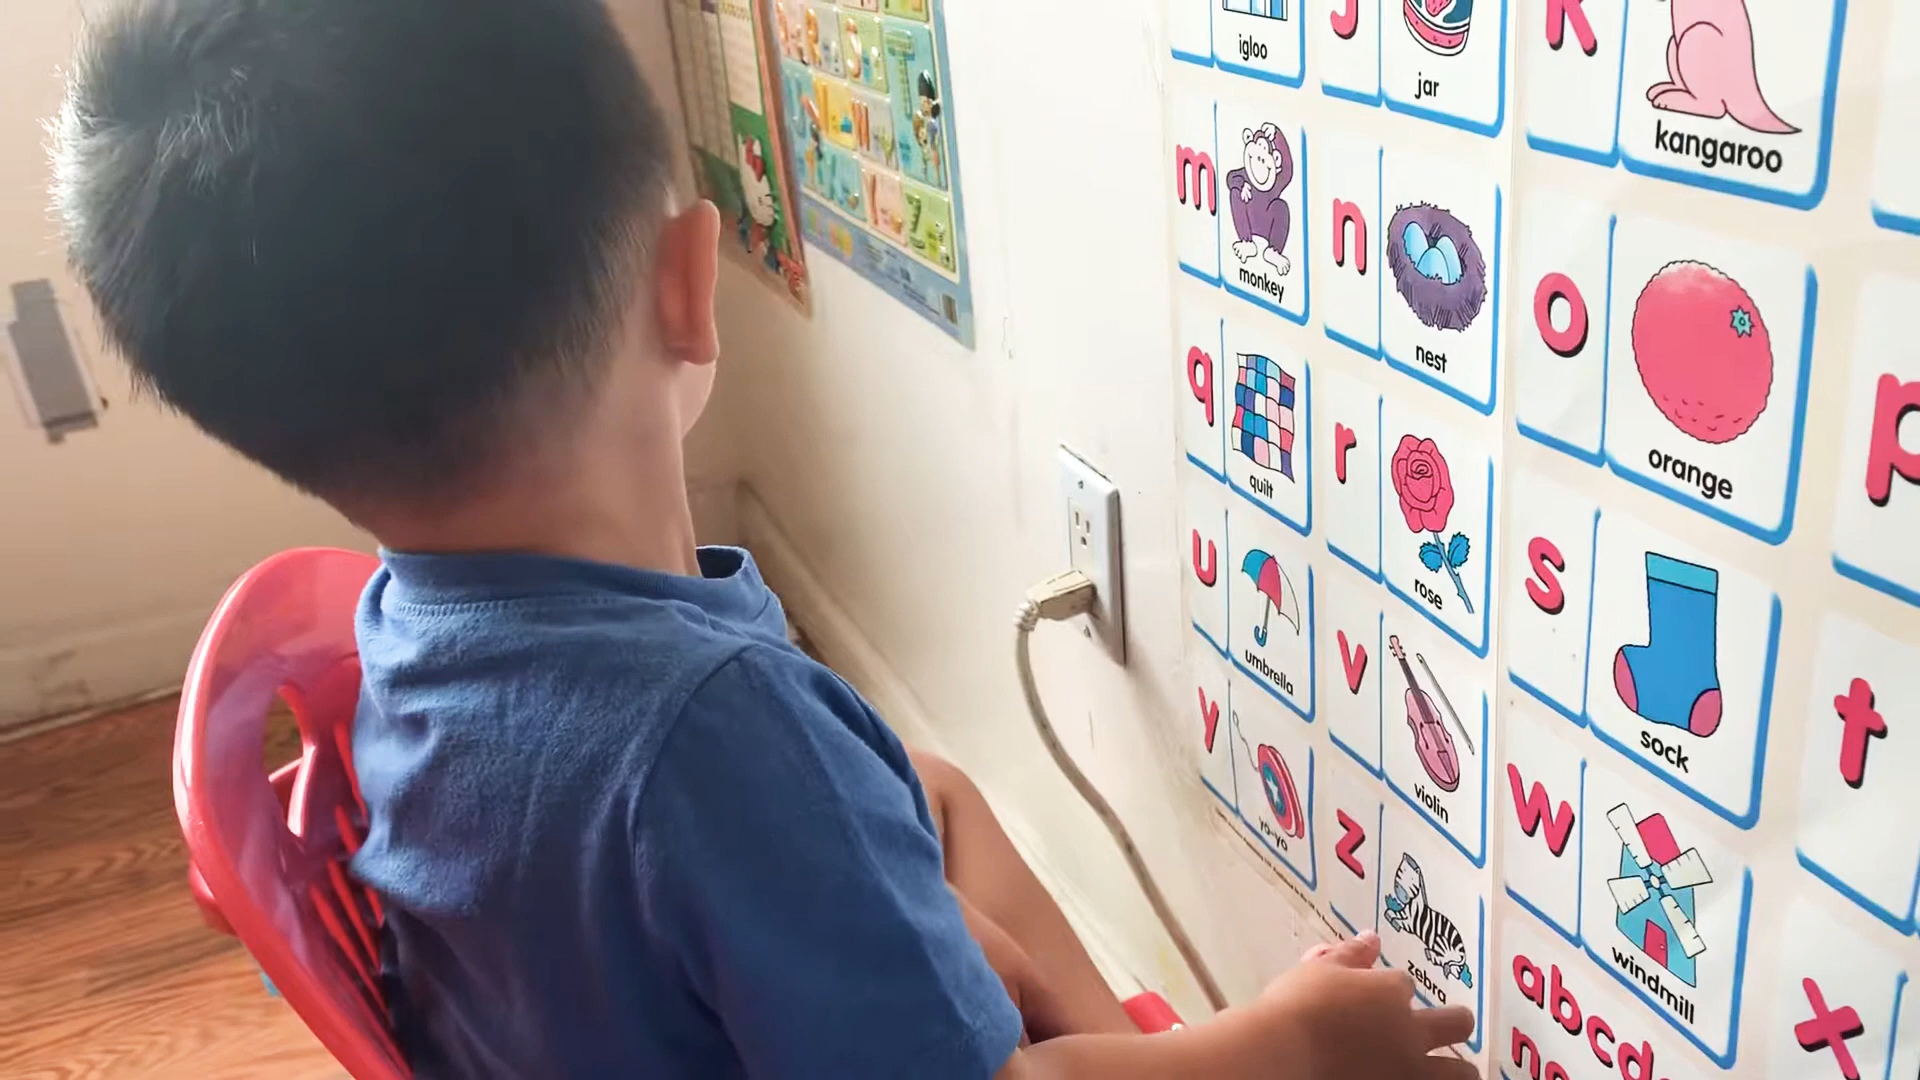 igloo
j
jar
k
kangaroo
m
monkey
n
nest
o
orange
p
q
quilt
r
rose
s
sock
t
u
umbrella
v
violin
w
windmill
x
y
yo-yo
z
zebra
abcd